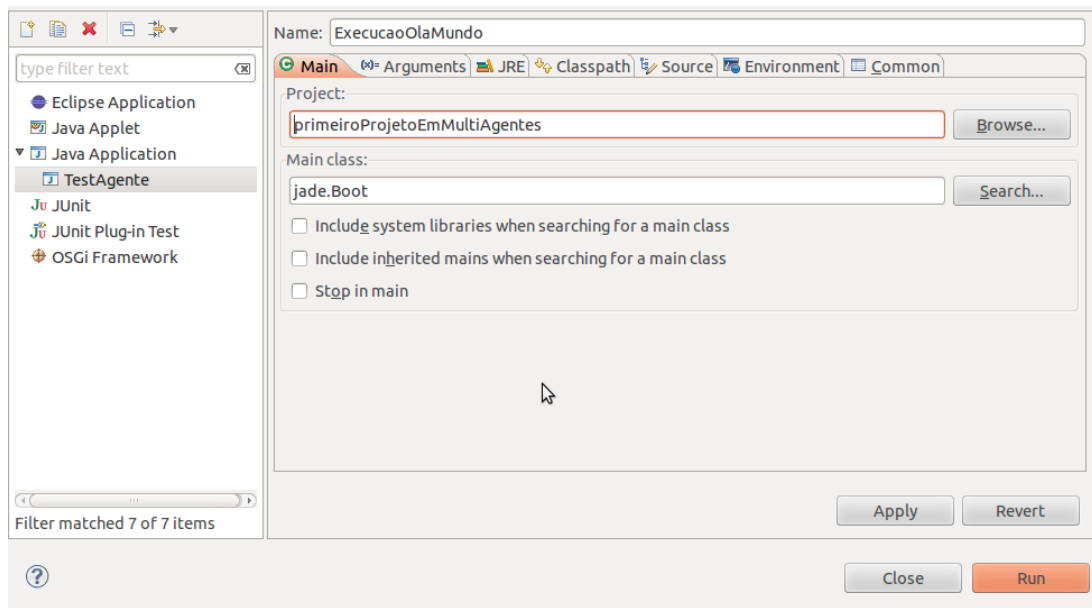 Name: ExecucaoOlaMundo
type filter text
Eclipse Application
Java Applet
Java Application
TestAgente
Ju JUnit
Jü JUnit Plug-in Test
OSGi Framework
Filter matched 7 of 7 items
Main (x)= Arguments JRE Classpath Source Environment Common
Project:
primeiroProjetoEmMultiAgentes Browse...
Main class:
jade.Boot Search...
Include system libraries when searching for a main class
Include inherited mains when searching for a main class
Stop in main
Apply Revert
? Close Run